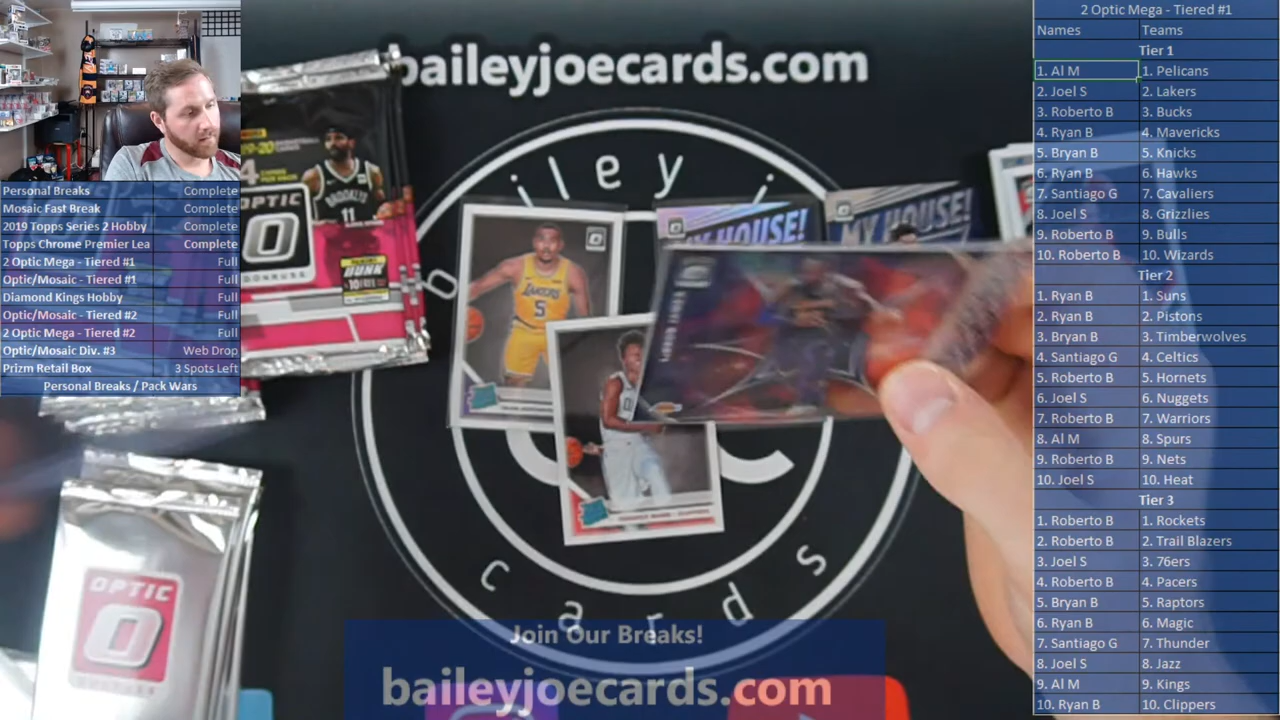 2 Optic Mega - Tiered #1
Names Teams
Tier 1
1. Al M 1. Pelicans
2. Joel S 2. Lakers
3. Roberto B 3. Bucks
4. Ryan B 4. Mavericks
5. Bryan B 5. Knicks
6. Ryan B 6. Hawks
7. Santiago G 7. Cavaliers
8. Joel S 8. Grizzlies
9. Roberto B 9. Bulls
10. Roberto B 10. Wizards
Tier 2
1. Ryan B 1. Suns
2. Ryan B 2. Pistons
3. Bryan B 3. Timberwolves
4. Santiago G 4. Celtics
5. Roberto B 5. Hornets
6. Joel S 6. Nuggets
7. Roberto B 7. Warriors
8. Al M 8. Spurs
9. Roberto B 9. Nets
10. Joel S 10. Heat
Tier 3
1. Roberto B 1. Rockets
2. Roberto B 2. Trail Blazers
3. Joel S 3. 76ers
4. Roberto B 4. Pacers
5. Bryan B 5. Raptors
6. Ryan B 6. Magic
7. Santiago G 7. Thunder
8. Joel S 8. Jazz
9. Al M 9. Kings
10. Ryan B 10. Clippers
Personal Breaks Complete
Mosaic Fast Break Complete
2019 Topps Series 2 Hobby Complete
Topps Chrome Premier Lea Complete
2 Optic Mega - Tiered #1 Full
Optic/Mosaic - Tiered #1 Full
Diamond Kings Hobby Full
Optic/Mosaic - Tiered #2 Full
2 Optic Mega - Tiered #2 Full
Optic/Mosaic Div. #3 Web Drop
Prizm Retail Box 3 Spots Left
Personal Breaks / Pack Wars
baileyjoecards.com
iley j
o
cards
BROOKLYN
11
OPTIC
DONRUSS
HUNK
LAKERS
5
MY HOUSE!
MY HOUSE!
OPTIC
Join Our Breaks!
baileyjoecards.com